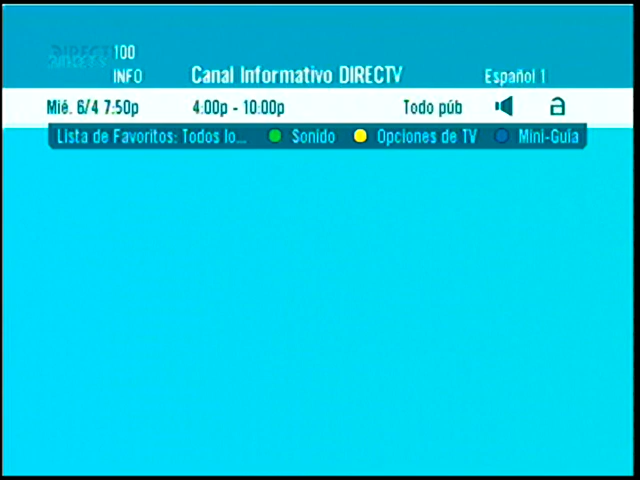 DIRECTV 100
INFO Canal Informativo DIRECTV Español 1
Mié. 6/4 7:50p 4:00p - 10:00p Todo púb
Lista de Favoritos: Todos lo... Sonido Opciones de TV Mini-Guía